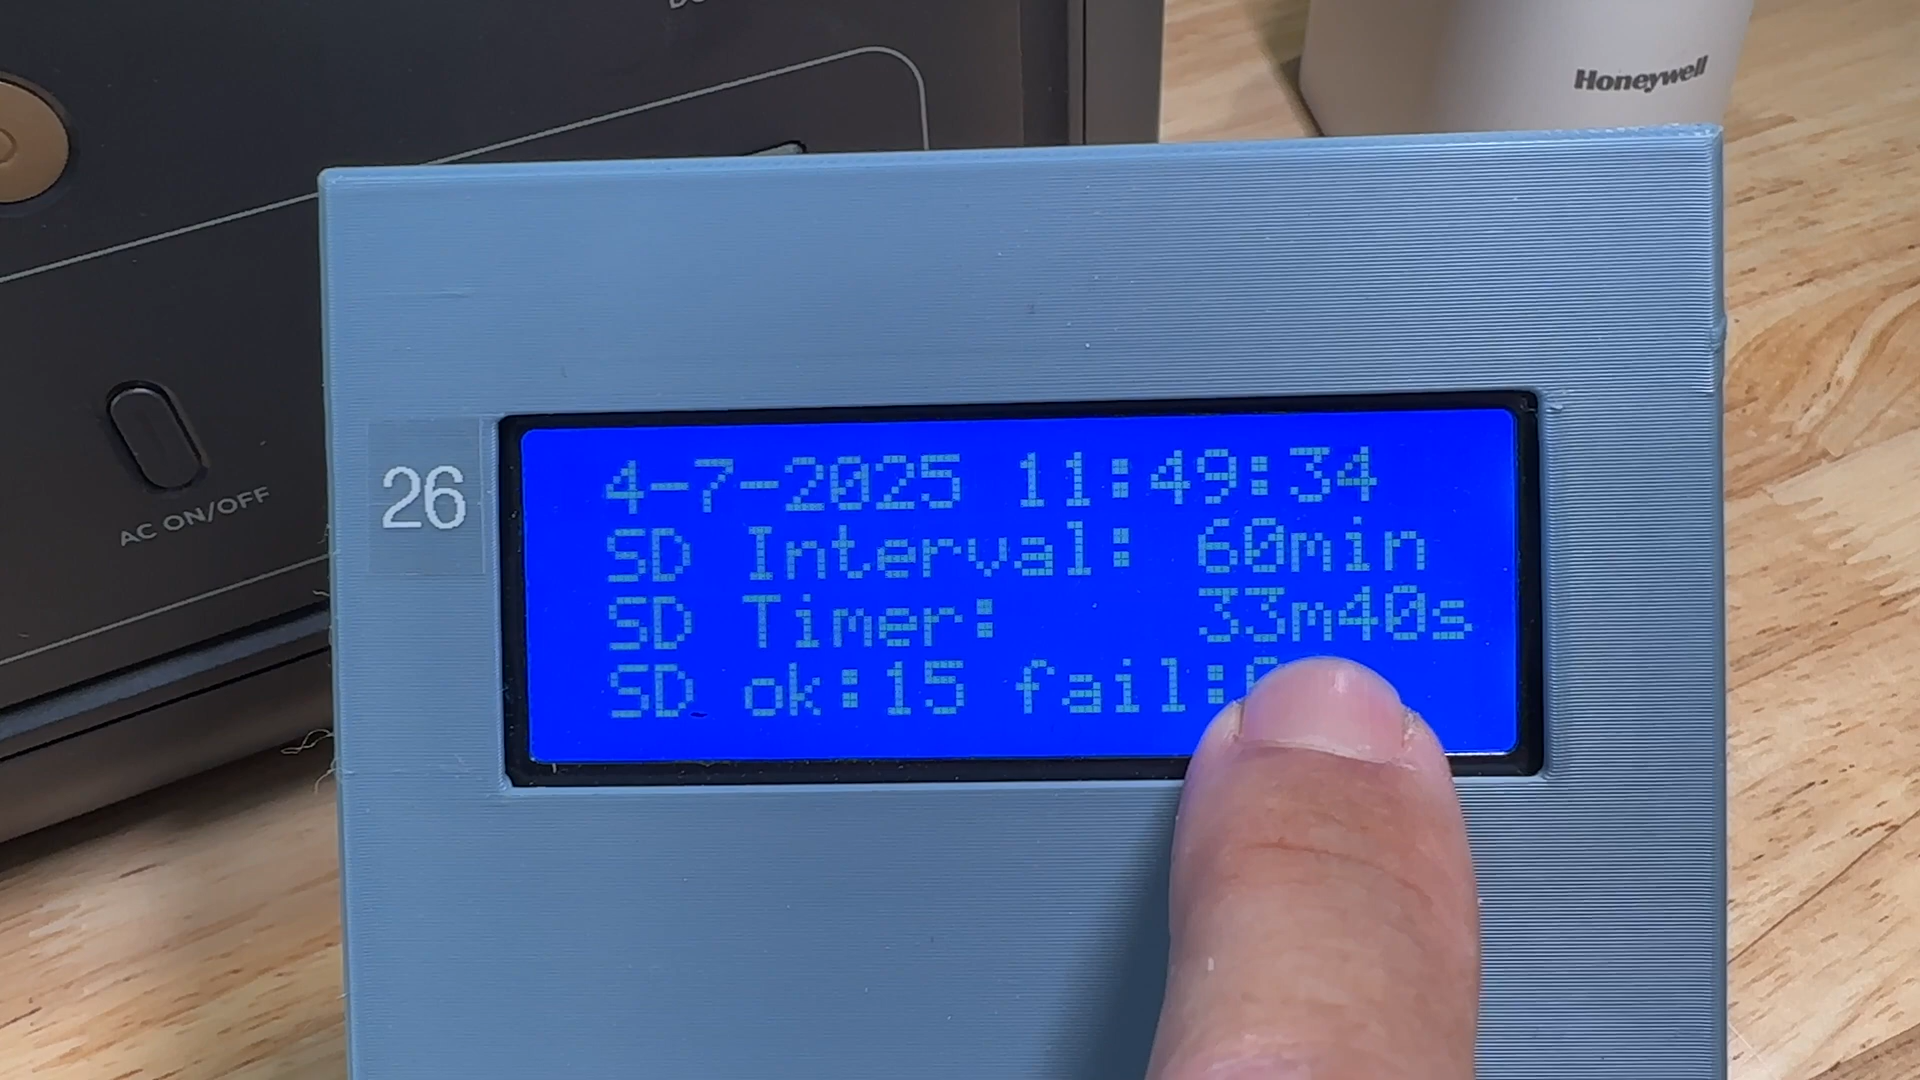 Honeywell
26
AC ON/OFF
4-7-2025 11:49:34
SD Interval: 60min
SD Timer: 33m40s
SD ok:15 fail: